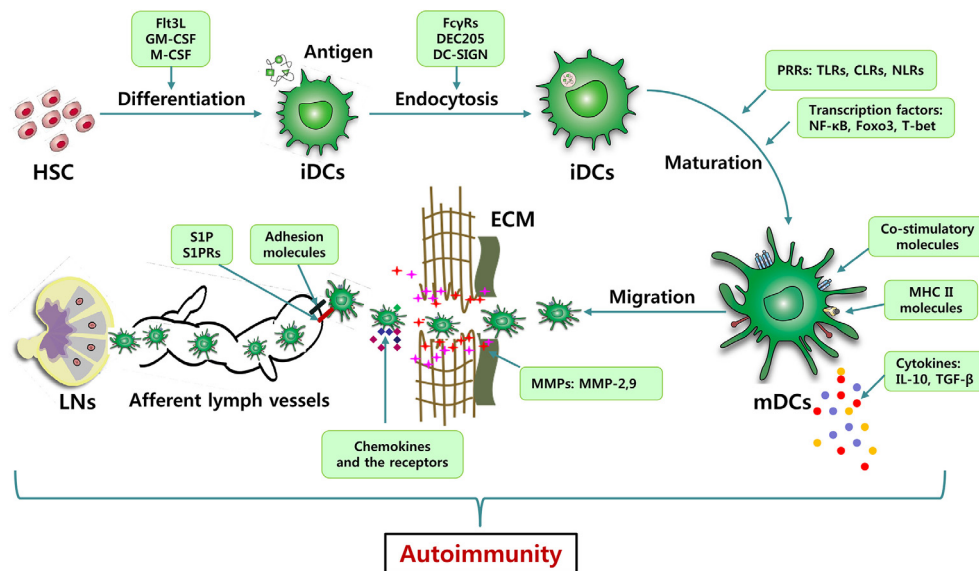 Flt3L
GM-CSF
M-CSF
FcγRs
DEC205
DC-SIGN
Antigen
Differentiation
Endocytosis
HSC
iDCs
iDCs
PRRs: TLRs, CLRs, NLRs
Transcription factors:
NF-κB, Foxo3, T-bet
Maturation
ECM
S1P
S1PRs
Adhesion
molecules
Co-stimulatory
molecules
Migration
MHC II
molecules
MMPs: MMP-2,9
Cytokines:
IL-10, TGF-β
LNs
Afferent lymph vessels
mDCs
Chemokines
and the receptors
Autoimmunity